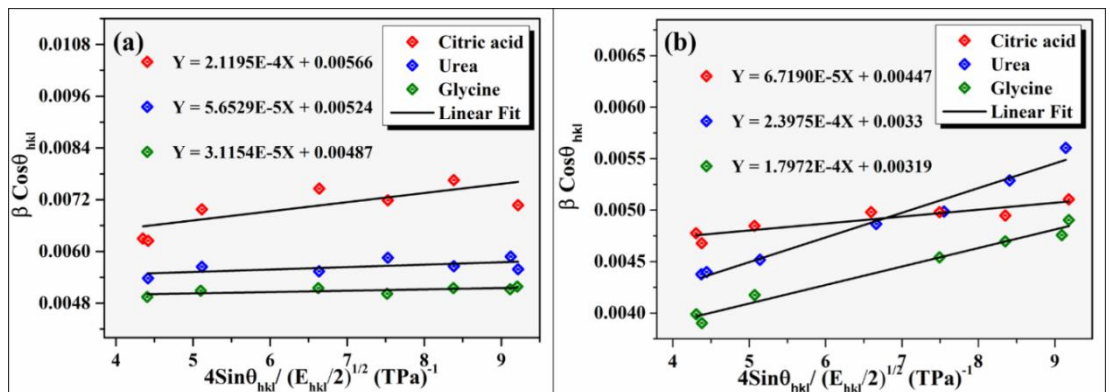 (a)
Citric acid
Urea
Glycine
Linear Fit
Y = 2.1195E-4X + 0.00566
Y = 5.6529E-5X + 0.00524
Y = 3.1154E-5X + 0.00487
β Cosθhkl
0.0108
0.0096
0.0084
0.0072
0.0060
0.0048
4 5 6 7 8 9
4Sinθhkl/ (Ehkl/2)1/2 (TPa)-1
(b)
Citric acid
Urea
Glycine
Linear Fit
Y = 6.7190E-5X + 0.00447
Y = 2.3975E-4X + 0.0033
Y = 1.7972E-4X + 0.00319
β Cosθhkl
0.0065
0.0060
0.0055
0.0050
0.0045
0.0040
4 5 6 7 8 9
4Sinθhkl/ (Ehkl/2)1/2 (TPa)-1